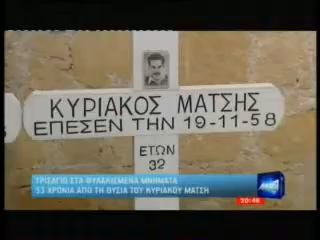 ΚΥΡΙΑΚΟΣ ΜΑΤΣΗΣ
ΕΠΕΣΕΝ ΤΗΝ 19-11-58
ΕΤΩΝ
32
ΤΡΙΣΑΓΙΟ ΣΤΑ ΦΥΛΑΚΙΣΜΕΝΑ ΜΝΗΜΑΤΑ
53 ΧΡΟΝΙΑ ΑΠΟ ΤΗ ΘΥΣΙΑ ΤΟΥ ΚΥΡΙΑΚΟΥ ΜΑΤΣΗ
20:46